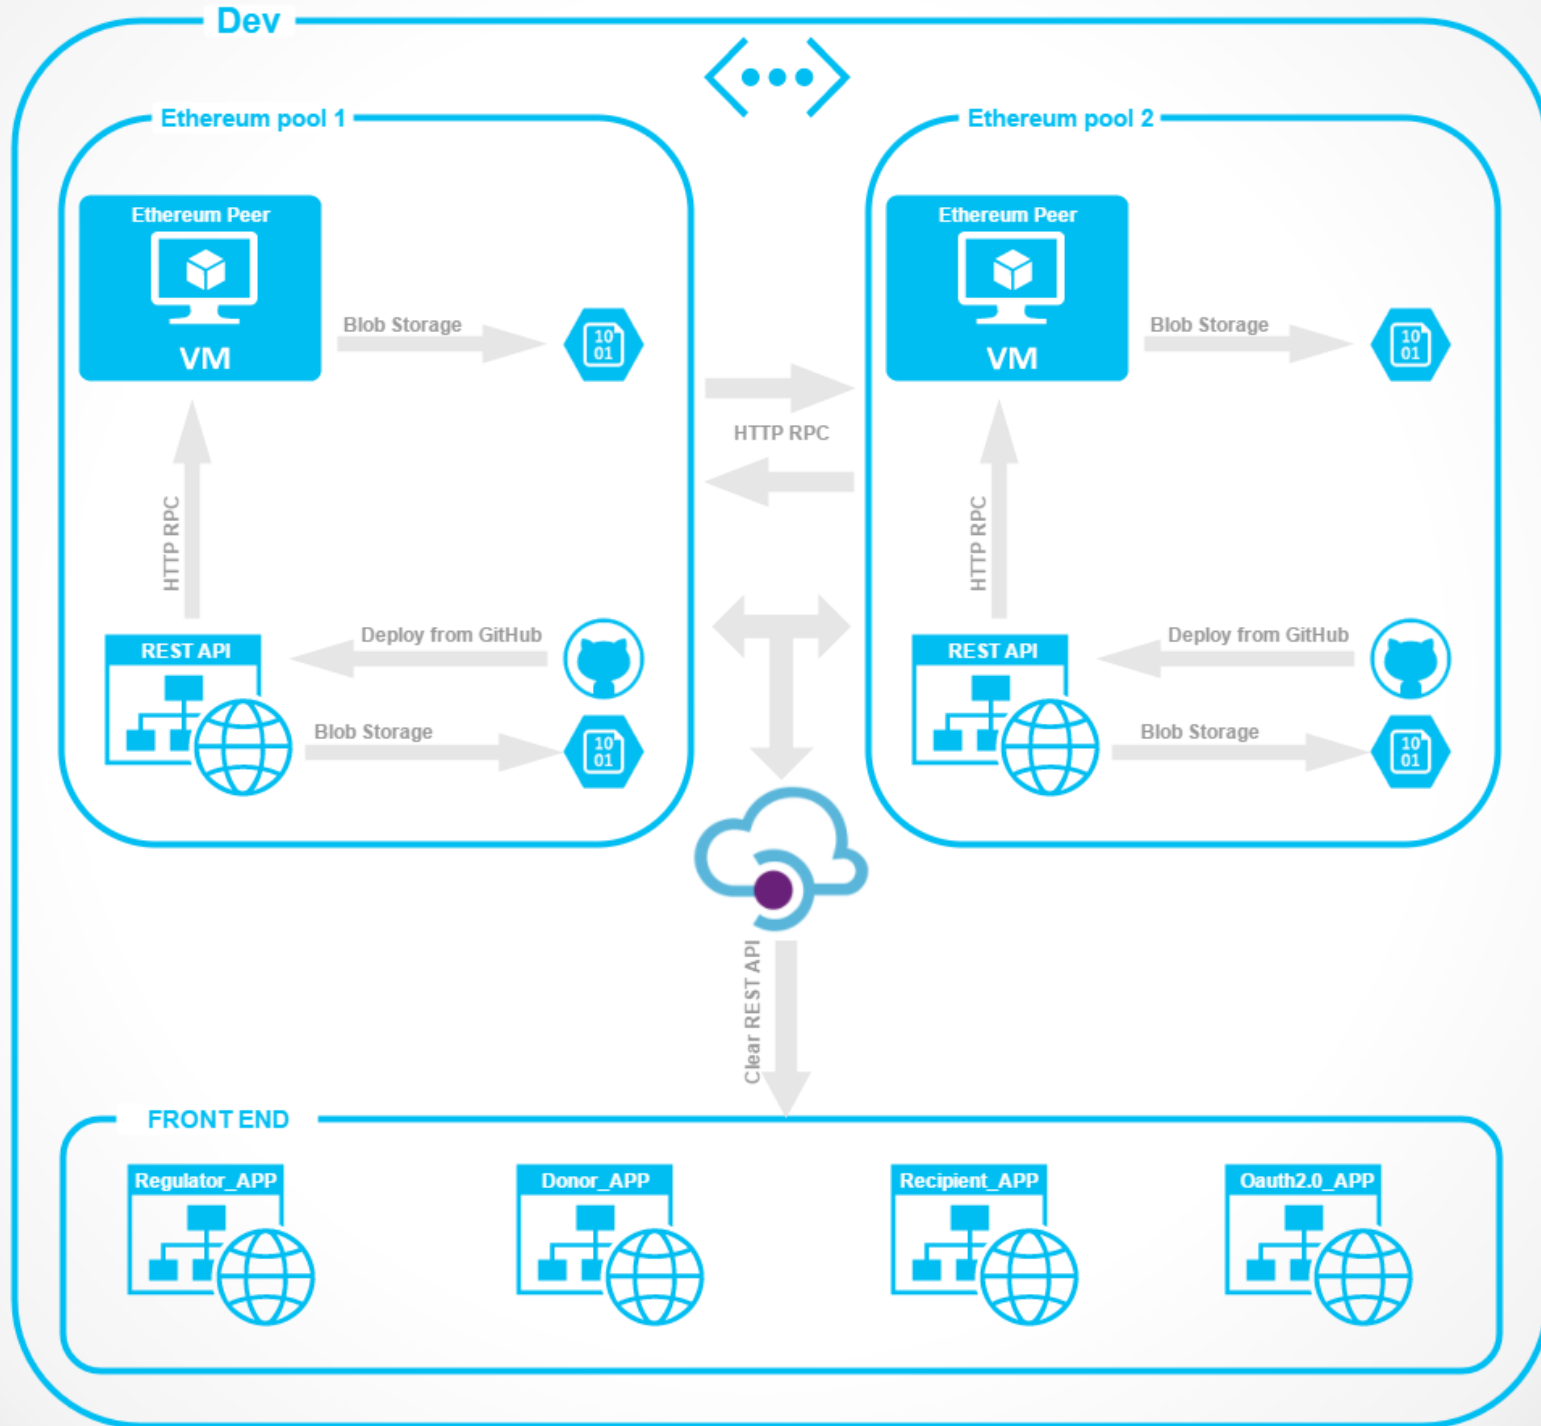 Dev
Ethereum pool 1
Ethereum pool 2
Ethereum Peer
VM
Blob Storage
10
01
HTTP RPC
REST API
Deploy from GitHub
Blob Storage
10
01
HTTP RPC
Ethereum Peer
VM
Blob Storage
10
01
HTTP RPC
REST API
Deploy from GitHub
Blob Storage
10
01
Clear REST API
FRONT END
Regulator_APP
Donor_APP
Recipient_APP
Oauth2.0_APP